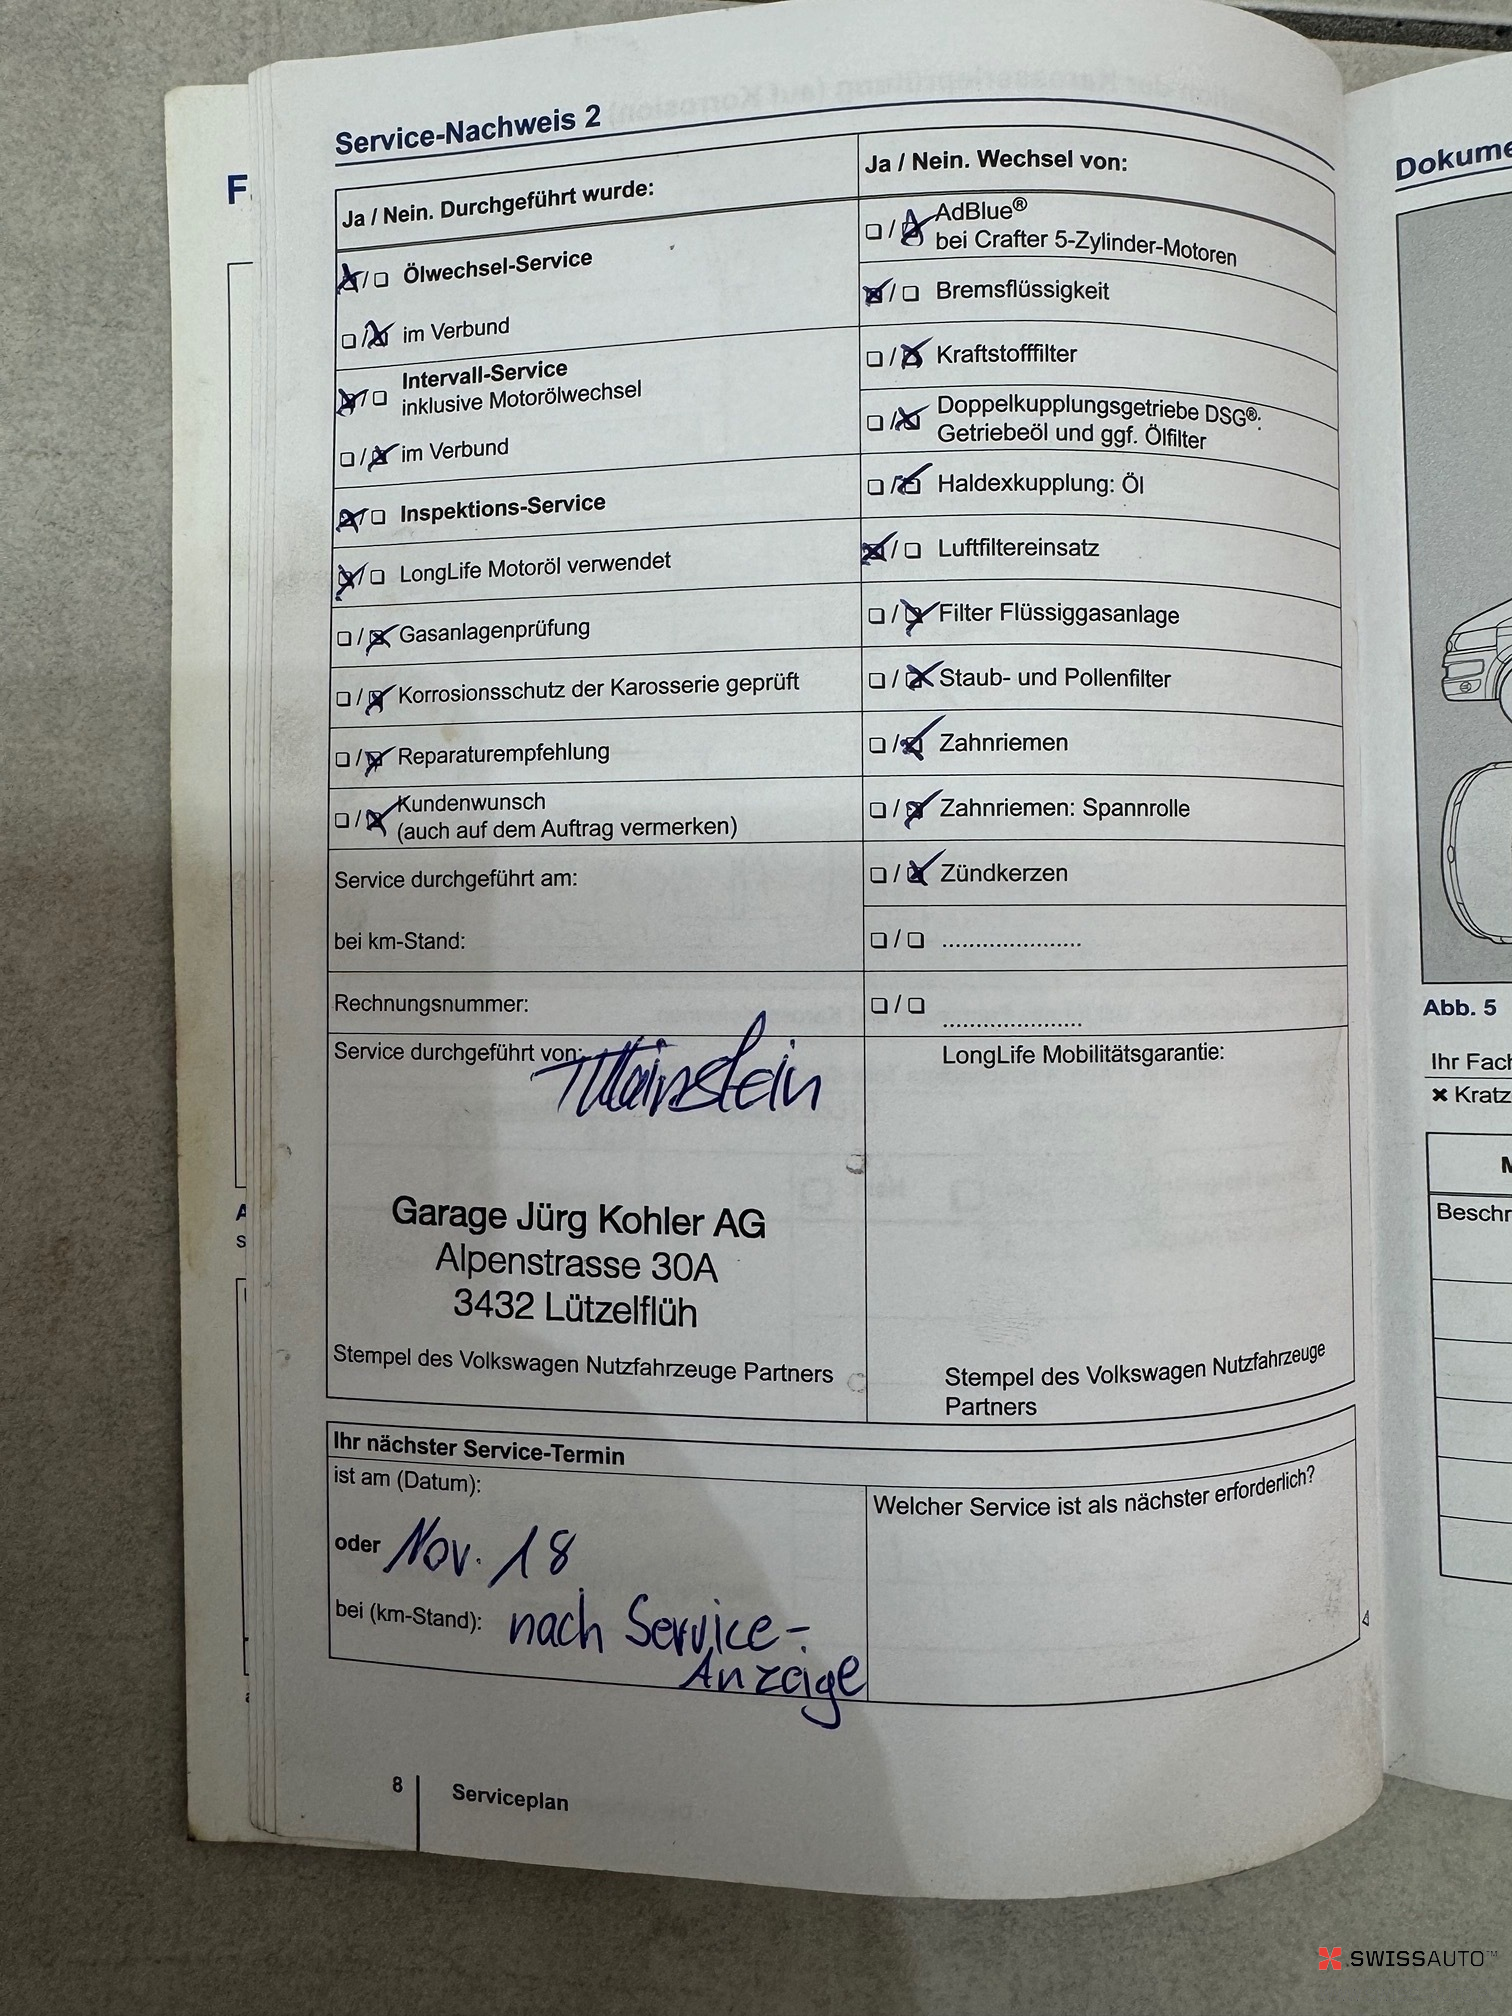 Service-Nachweis 2
Ja / Nein. Durchgeführt wurde:
Ölwechsel-Service
im Verbund
Intervall-Service
inklusive Motorölwechsel
im Verbund
Inspektions-Service
LongLife Motoröl verwendet
Gasanlagenprüfung
Korrosionsschutz der Karosserie geprüft
Reparaturempfehlung
Kundenwunsch
(auch auf dem Auftrag vermerken)
Service durchgeführt am:
bei km-Stand:
Rechnungsnummer:
Service durchgeführt von:
Garage Jürg Kohler AG
Alpenstrasse 30A
3432 Lützelflüh
Stempel des Volkswagen Nutzfahrzeuge Partners
Ja / Nein. Wechsel von:
AdBlue®
bei Crafter 5-Zylinder-Motoren
Bremsflüssigkeit
Kraftstofffilter
Doppelkupplungsgetriebe DSG®:
Getriebeöl und ggf. Ölfilter
Haldexkupplung: Öl
Luftfiltereinsatz
Filter Flüssiggasanlage
Staub- und Pollenfilter
Zahnriemen
Zahnriemen: Spannrolle
Zündkerzen
LongLife Mobilitätsgarantie:
Stempel des Volkswagen Nutzfahrzeuge
Partners
Ihr nächster Service-Termin
ist am (Datum):
oder Nov. 18
bei (km-Stand): nach Service-
Anzeige
Welcher Service ist als nächster erforderlich?
8 Serviceplan
Dokume
Abb. 5
Ihr Fach
Kratz
Beschr
SWISSAUTO™